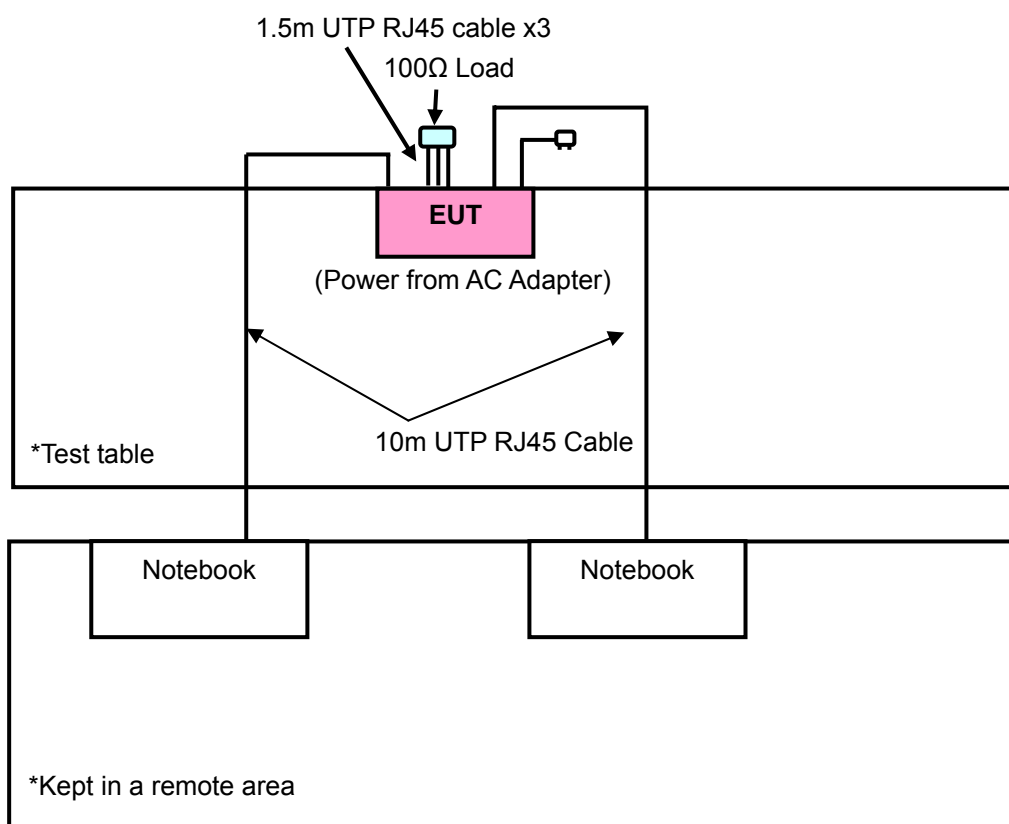 1.5m UTP RJ45 cable x3
100Ω Load
EUT
(Power from AC Adapter)
10m UTP RJ45 Cable
*Test table
Notebook
Notebook
*Kept in a remote area